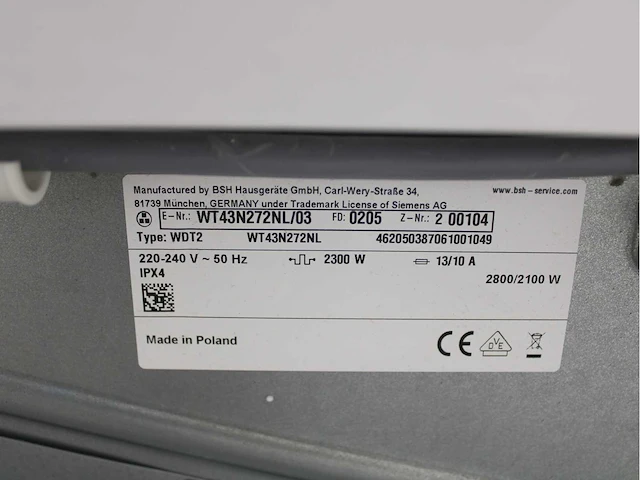 Manufactured by BSH Hausgeräte GmbH, Carl-Wery-Straße 34, www.bsh-service.com
81739 München, GERMANY under Trademark License of Siemens AG
E-Nr.: WT43N272NL/03 FD: 0205 Z-Nr.: 2 00104
Type: WDT2 WT43N272NL 462050387061001049
220-240 V ~ 50 Hz 2300 W 13/10 A
IPX4
2800/2100 W
Made in Poland CE DVE